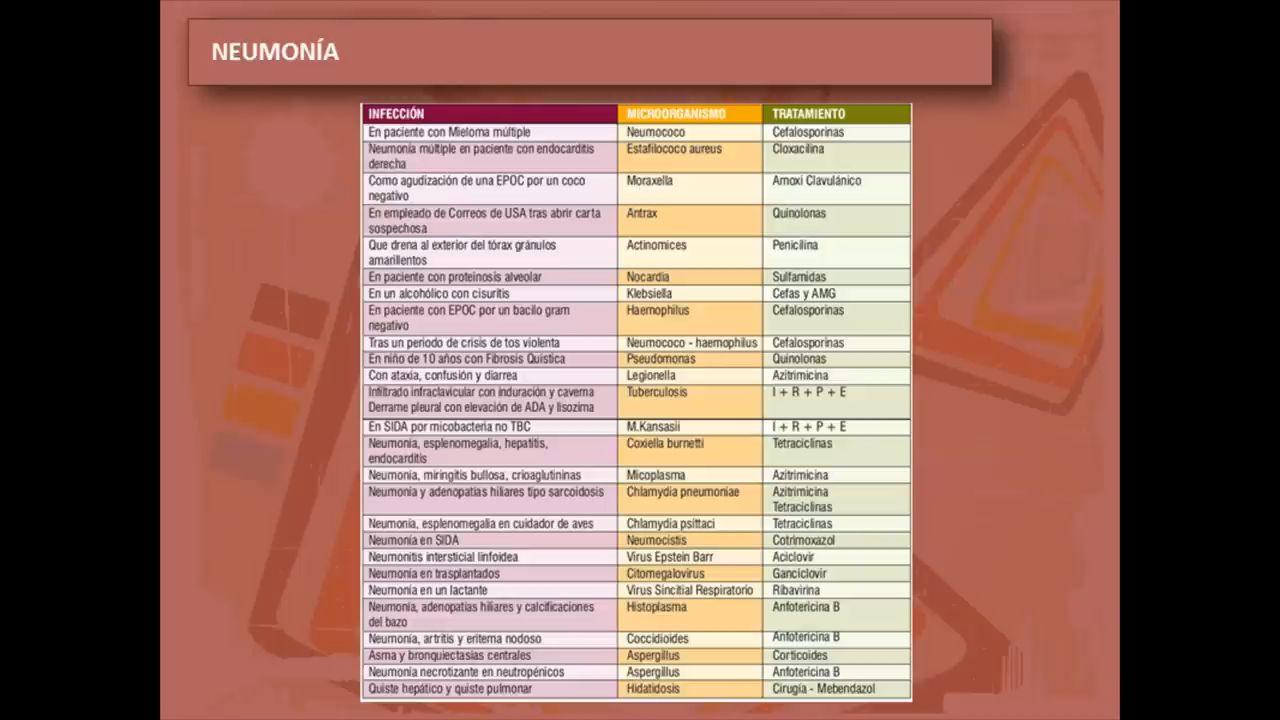 NEUMONÍA
INFECCIÓN MICROORGANISMO TRATAMIENTO
En paciente con Mieloma múltiple Neumococo Cefalosporinas
Neumonía múltiple en paciente con endocarditis Estafilococo aureus Cloxacilina
derecha
Como agudización de una EPOC por un coco Moraxella Amoxi Clavulánico
negativo
En empleado de Correos de USA tras abrir carta Antrax Quinolonas
sospechosa
Que drena al exterior del tórax gránulos Actinomices Penicilina
amarillentos
En paciente con proteinosis alveolar Nocardia Sulfamidas
En un alcohólico con cisuritis Klebsiella Cefas y AMG
En paciente con EPOC por un bacilo gram Haemophilus Cefalosporinas
negativo
Tras un periodo de crisis de tos violenta Neumococo - haemophilus Cefalosporinas
En niño de 10 años con Fibrosis Quística Pseudomonas Quinolonas
Con ataxia, confusión y diarrea Legionella Azitrimicina
Infiltrado infraclavicular con induración y caverna Tuberculosis I + R + P + E
Derrame pleural con elevación de ADA y lisozima
En SIDA por micobacteria no TBC M.Kansasii I + R + P + E
Neumonía, esplenomegalia, hepatitis, Coxiella burnetti Tetraciclinas
endocarditis
Neumonía, miringitis bullosa, crioaglutininas Micoplasma Azitrimicina
Neumonía y adenopatías hiliares tipo sarcoidosis Chlamydia pneumoniae Azitrimicina
Tetraciclinas
Neumonía, esplenomegalia en cuidador de aves Chlamydia psittaci Tetraciclinas
Neumonía en SIDA Neumocistis Cotrimoxazol
Neumonitis intersticial linfoidea Virus Epstein Barr Aciclovir
Neumonía en trasplantados Citomegalovirus Ganciclovir
Neumonía en un lactante Virus Sincitial Respiratorio Ribavirina
Neumonía, adenopatías hiliares y calcificaciones Histoplasma Anfotericina B
del bazo
Neumonía, artritis y eritema nodoso Coccidioides Anfotericina B
Asma y bronquiectasias centrales Aspergillus Corticoides
Neumonía necrotizante en neutropénicos Aspergillus Anfotericina B
Quiste hepático y quiste pulmonar Hidatidosis Cirugía - Mebendazol